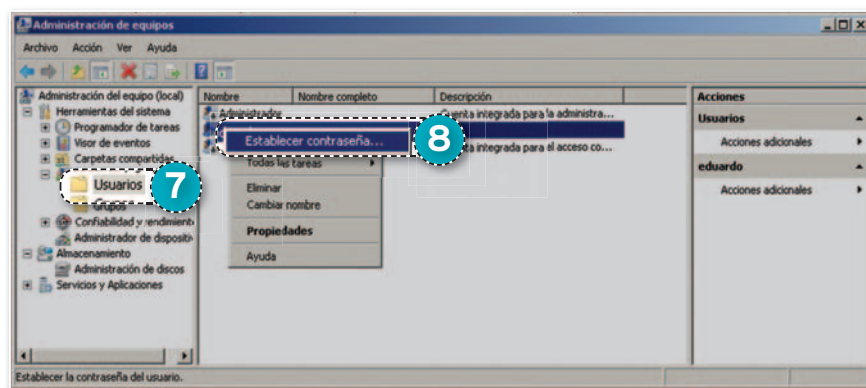 Administración de equipos
Archivo Acción Ver Ayuda
Administración del equipo (local)
Herramientas del sistema
Programador de tareas
Visor de eventos
Carpetas compartidas
Usuarios
7
Grupos
Confiabilidad y rendimient
Administrador de dispositiv
Almacenamiento
Administración de discos
Servicios y Aplicaciones
Nombre Nombre completo Descripción
Administrador Cuenta integrada para la administra...
Establecer contraseña...
8
integrada para el acceso co...
Todas las tareas
Eliminar
Cambiar nombre
Propiedades
Ayuda
Acciones
Usuarios
Acciones adicionales
eduardo
Acciones adicionales
Establecer la contraseña del usuario.